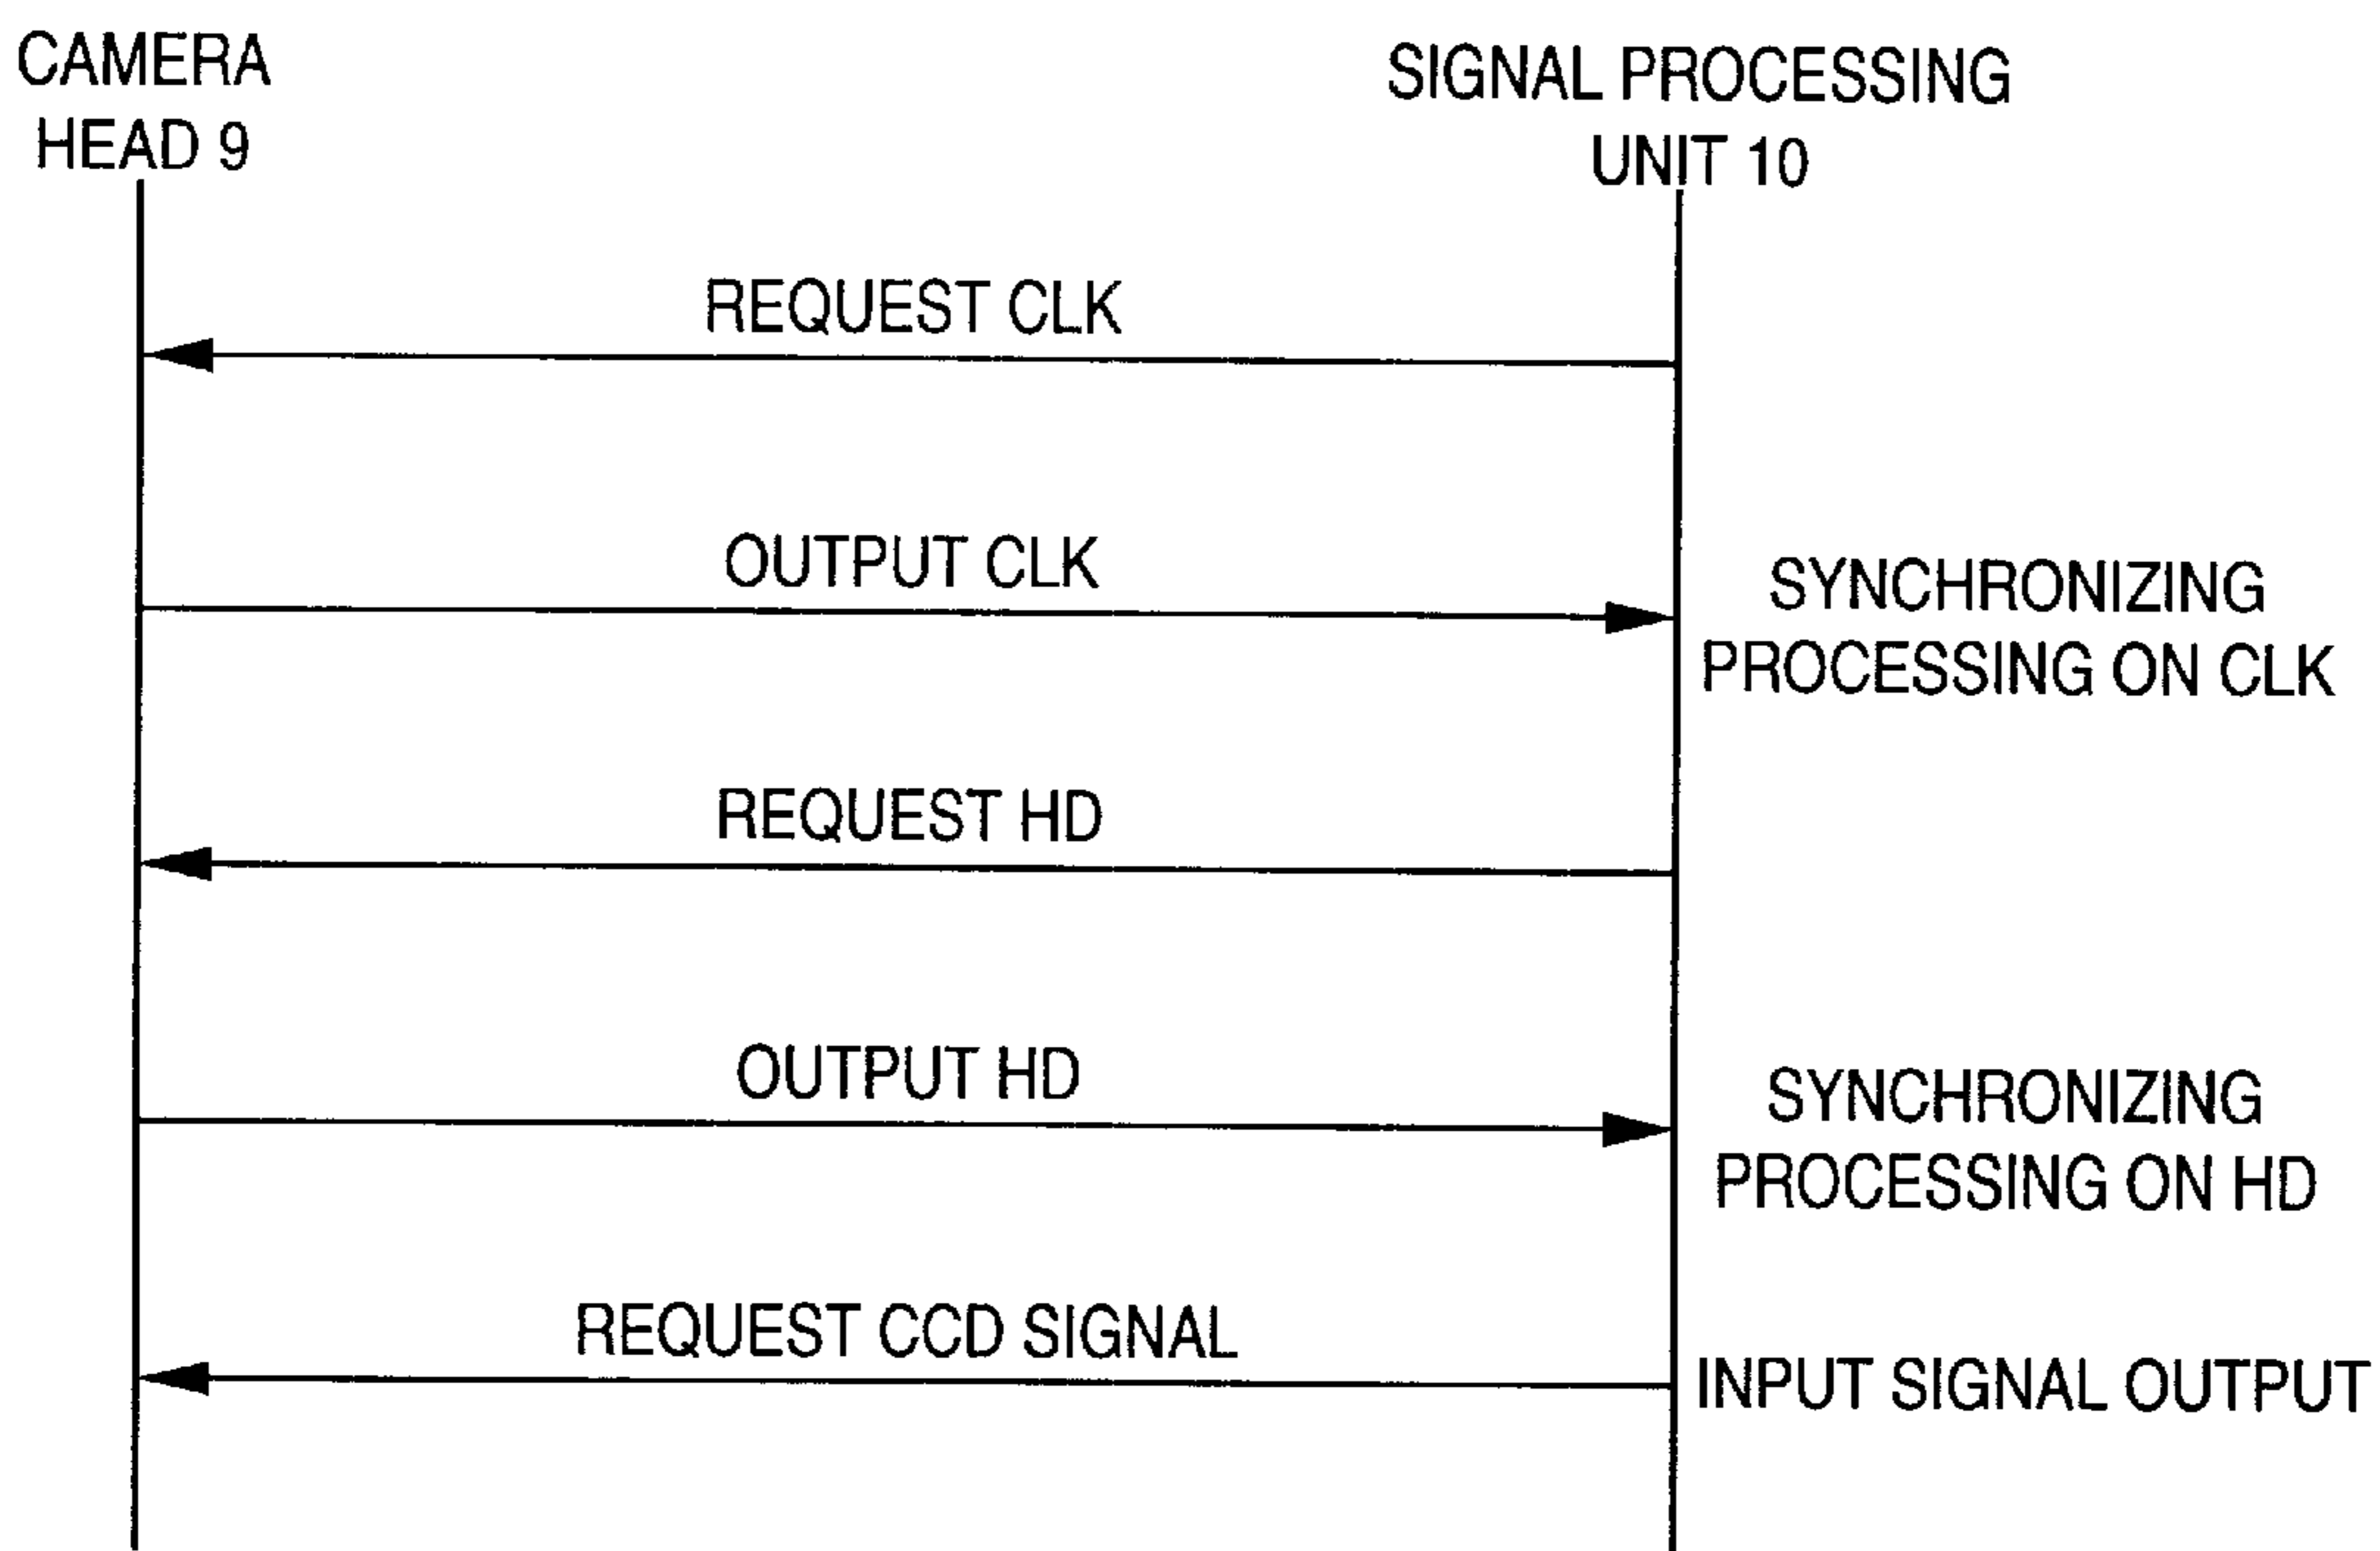 CAMERA
HEAD 9
SIGNAL PROCESSING
UNIT 10
REQUEST CLK
OUTPUT CLK
SYNCHRONIZING
PROCESSING ON CLK
REQUEST HD
OUTPUT HD
SYNCHRONIZING
PROCESSING ON HD
REQUEST CCD SIGNAL
INPUT SIGNAL OUTPUT